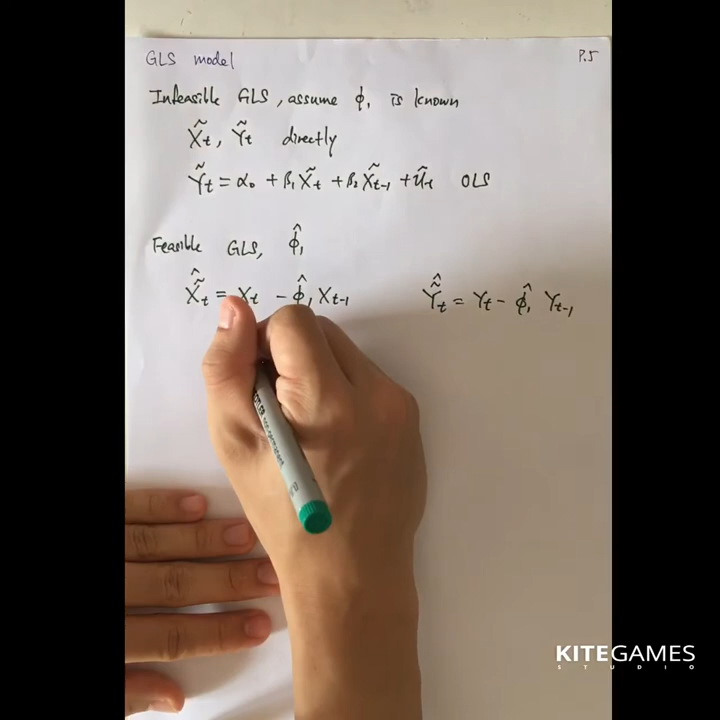 GLS model P.5
Infeasible GLS, assume ϕ₁ is known
X̃t, Ỹt directly
Ỹt = α₀ + β₁X̃t + β₂X̃t-1 + ũt OLS
Feasible GLS, ϕ̂₁
X̃̂t = Xt - ϕ̂₁ Xt-1 Ỹ̂t = Yt - ϕ̂₁ Yt-1
KITEGAMES
STUDIO